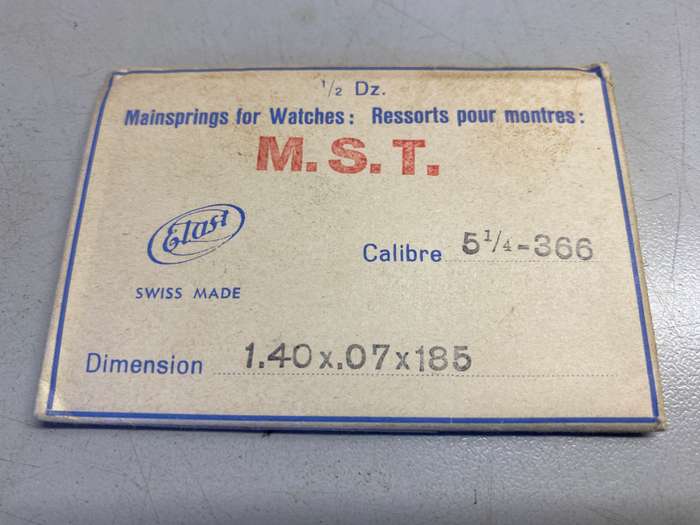 1/2 Dz.
Mainsprings for Watches: Ressorts pour montres:
M.S.T.
Elast
Calibre 5 1/4-366
SWISS MADE
Dimension 1.40x.07x185